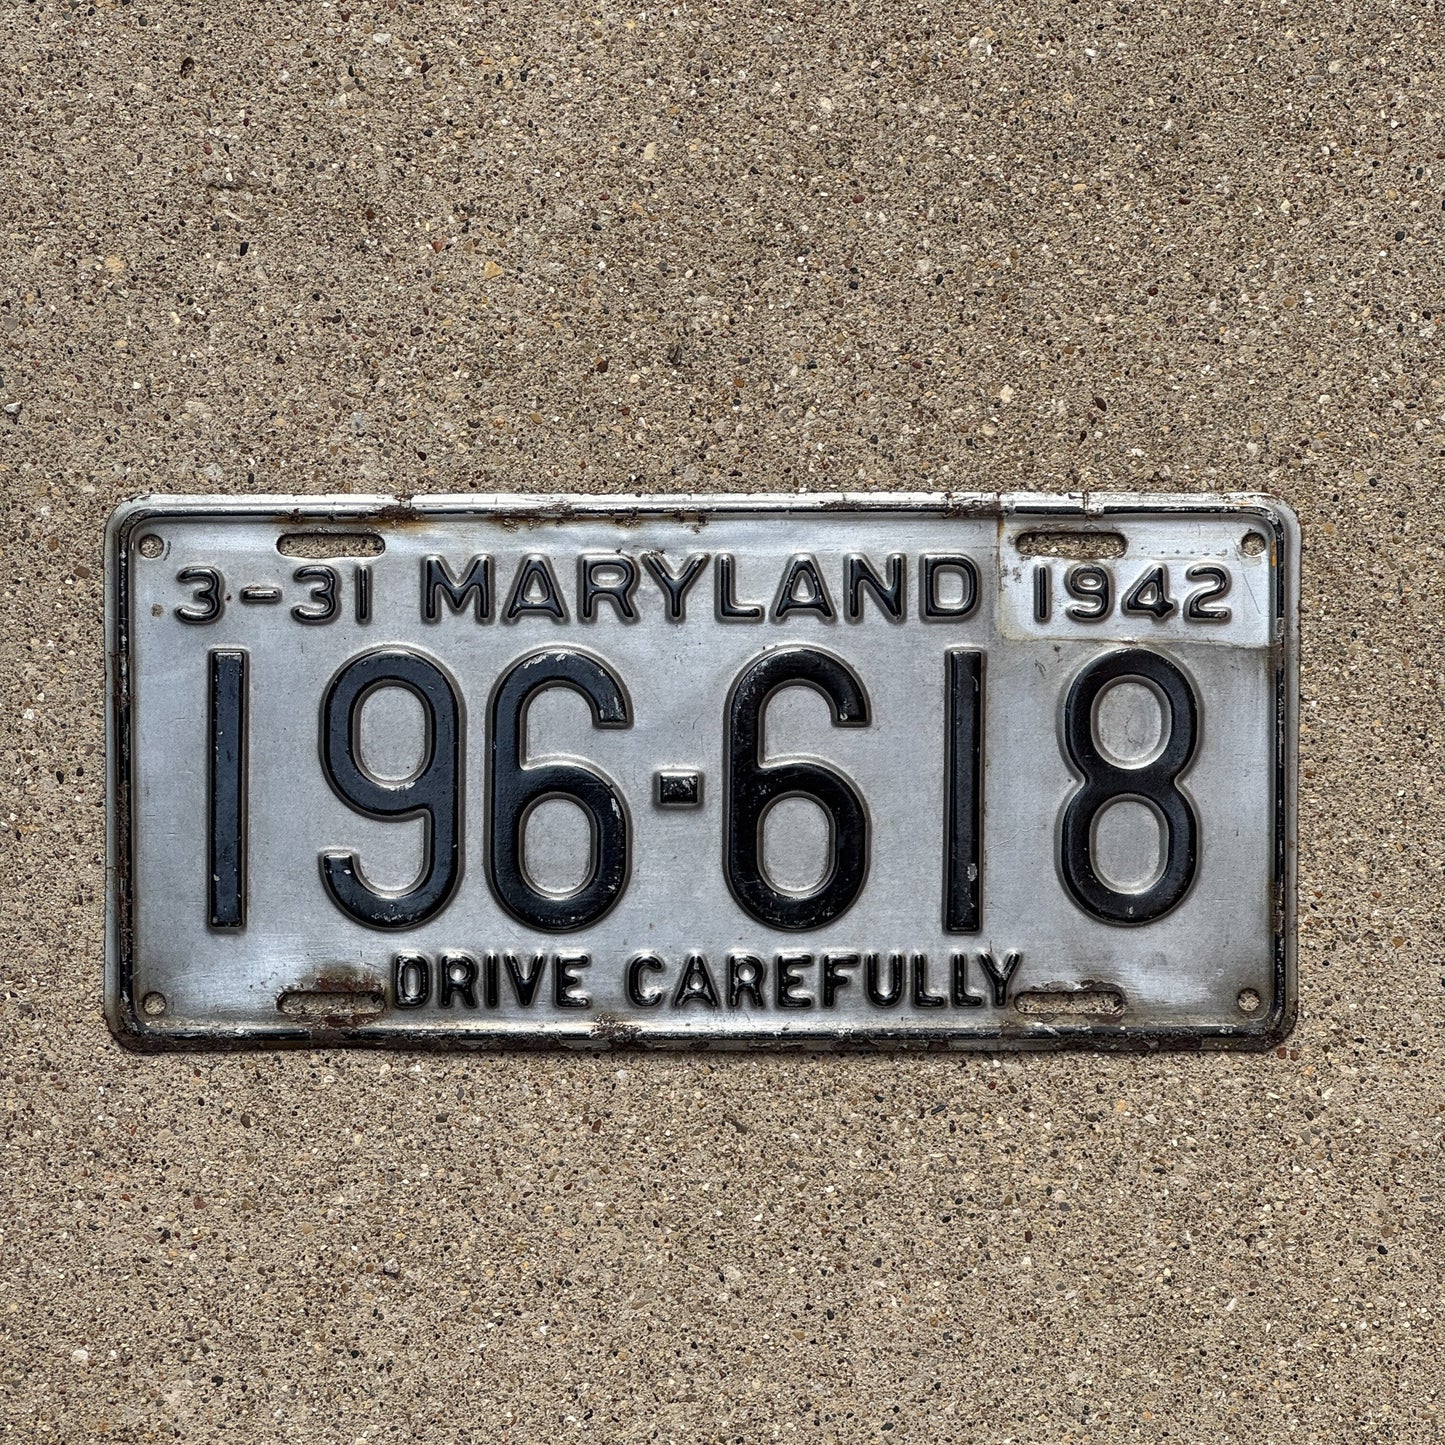 3-31 MARYLAND 1942
196-618
DRIVE CAREFULLY